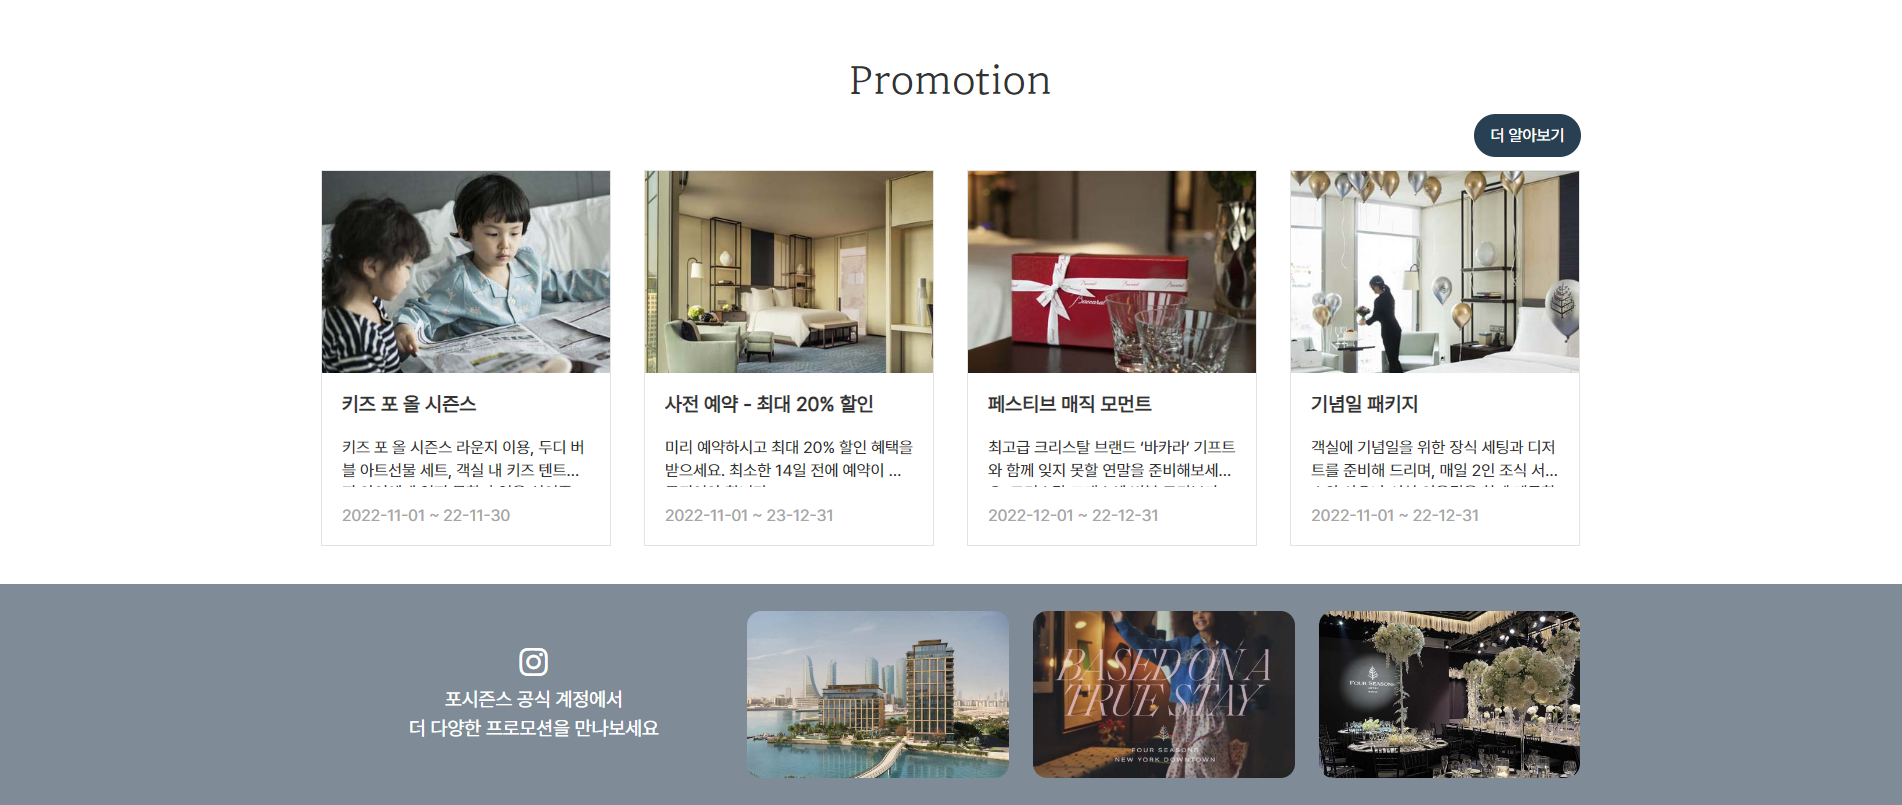 Promotion
더 알아보기
키즈 포 올 시즌스
키즈 포 올 시즌스 라운지 이용, 두디 버
블 아트선물 세트, 객실 내 키즈 텐트...
2022-11-01 ~ 22-11-30
사전 예약 - 최대 20% 할인
미리 예약하시고 최대 20% 할인 혜택을
받으세요. 최소한 14일 전에 예약이 ...
2022-11-01 ~ 23-12-31
Baccarat
페스티브 매직 모먼트
최고급 크리스탈 브랜드 ‘바카라’ 기프트
와 함께 잊지 못할 연말을 준비해보세...
2022-12-01 ~ 22-12-31
기념일 패키지
객실에 기념일을 위한 장식 세팅과 디저
트를 준비해 드리며, 매일 2인 조식 서...
2022-11-01 ~ 22-12-31
포시즌스 공식 계정에서
더 다양한 프로모션을 만나보세요
BASED ON A
TRUE STAY
FOUR SEASONS
NEW YORK DOWNTOWN
FOUR SEASONS